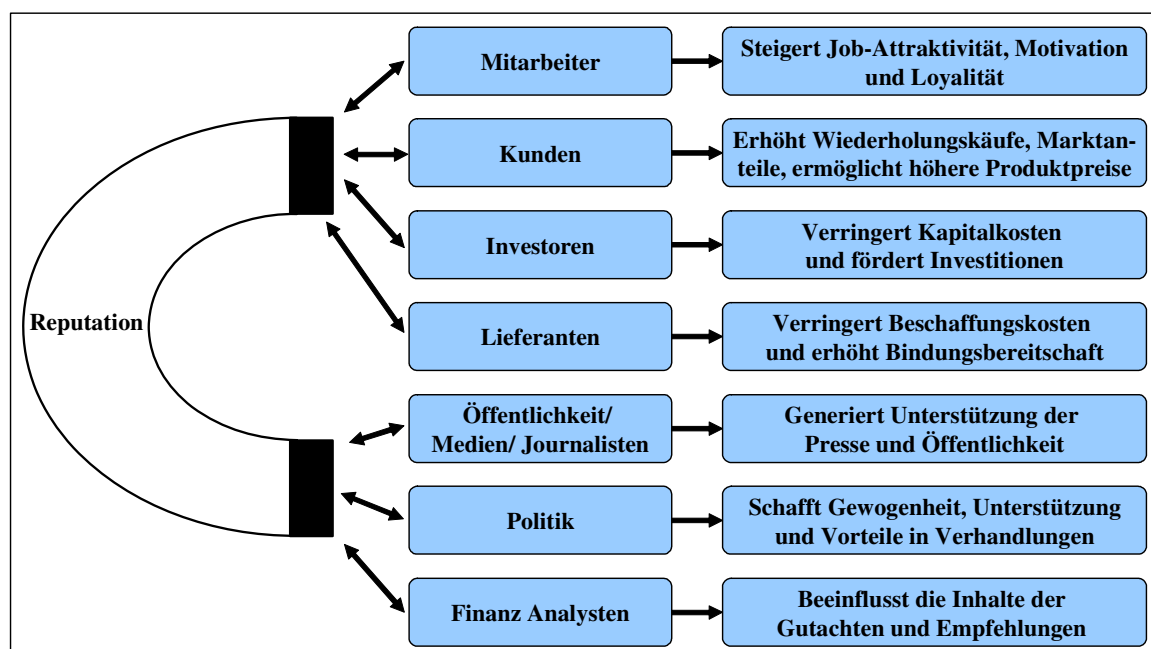 Mitarbeiter
Steigert Job-Attraktivität, Motivation
und Loyalität
Kunden
Erhöht Wiederholungskäufe, Marktan-
teile, ermöglicht höhere Produktpreise
Investoren
Verringert Kapitalkosten
und fördert Investitionen
Reputation
Lieferanten
Verringert Beschaffungskosten
und erhöht Bindungsbereitschaft
Öffentlichkeit/
Medien/ Journalisten
Generiert Unterstützung der
Presse und Öffentlichkeit
Politik
Schafft Gewogenheit, Unterstützung
und Vorteile in Verhandlungen
Finanz Analysten
Beeinflusst die Inhalte der
Gutachten und Empfehlungen